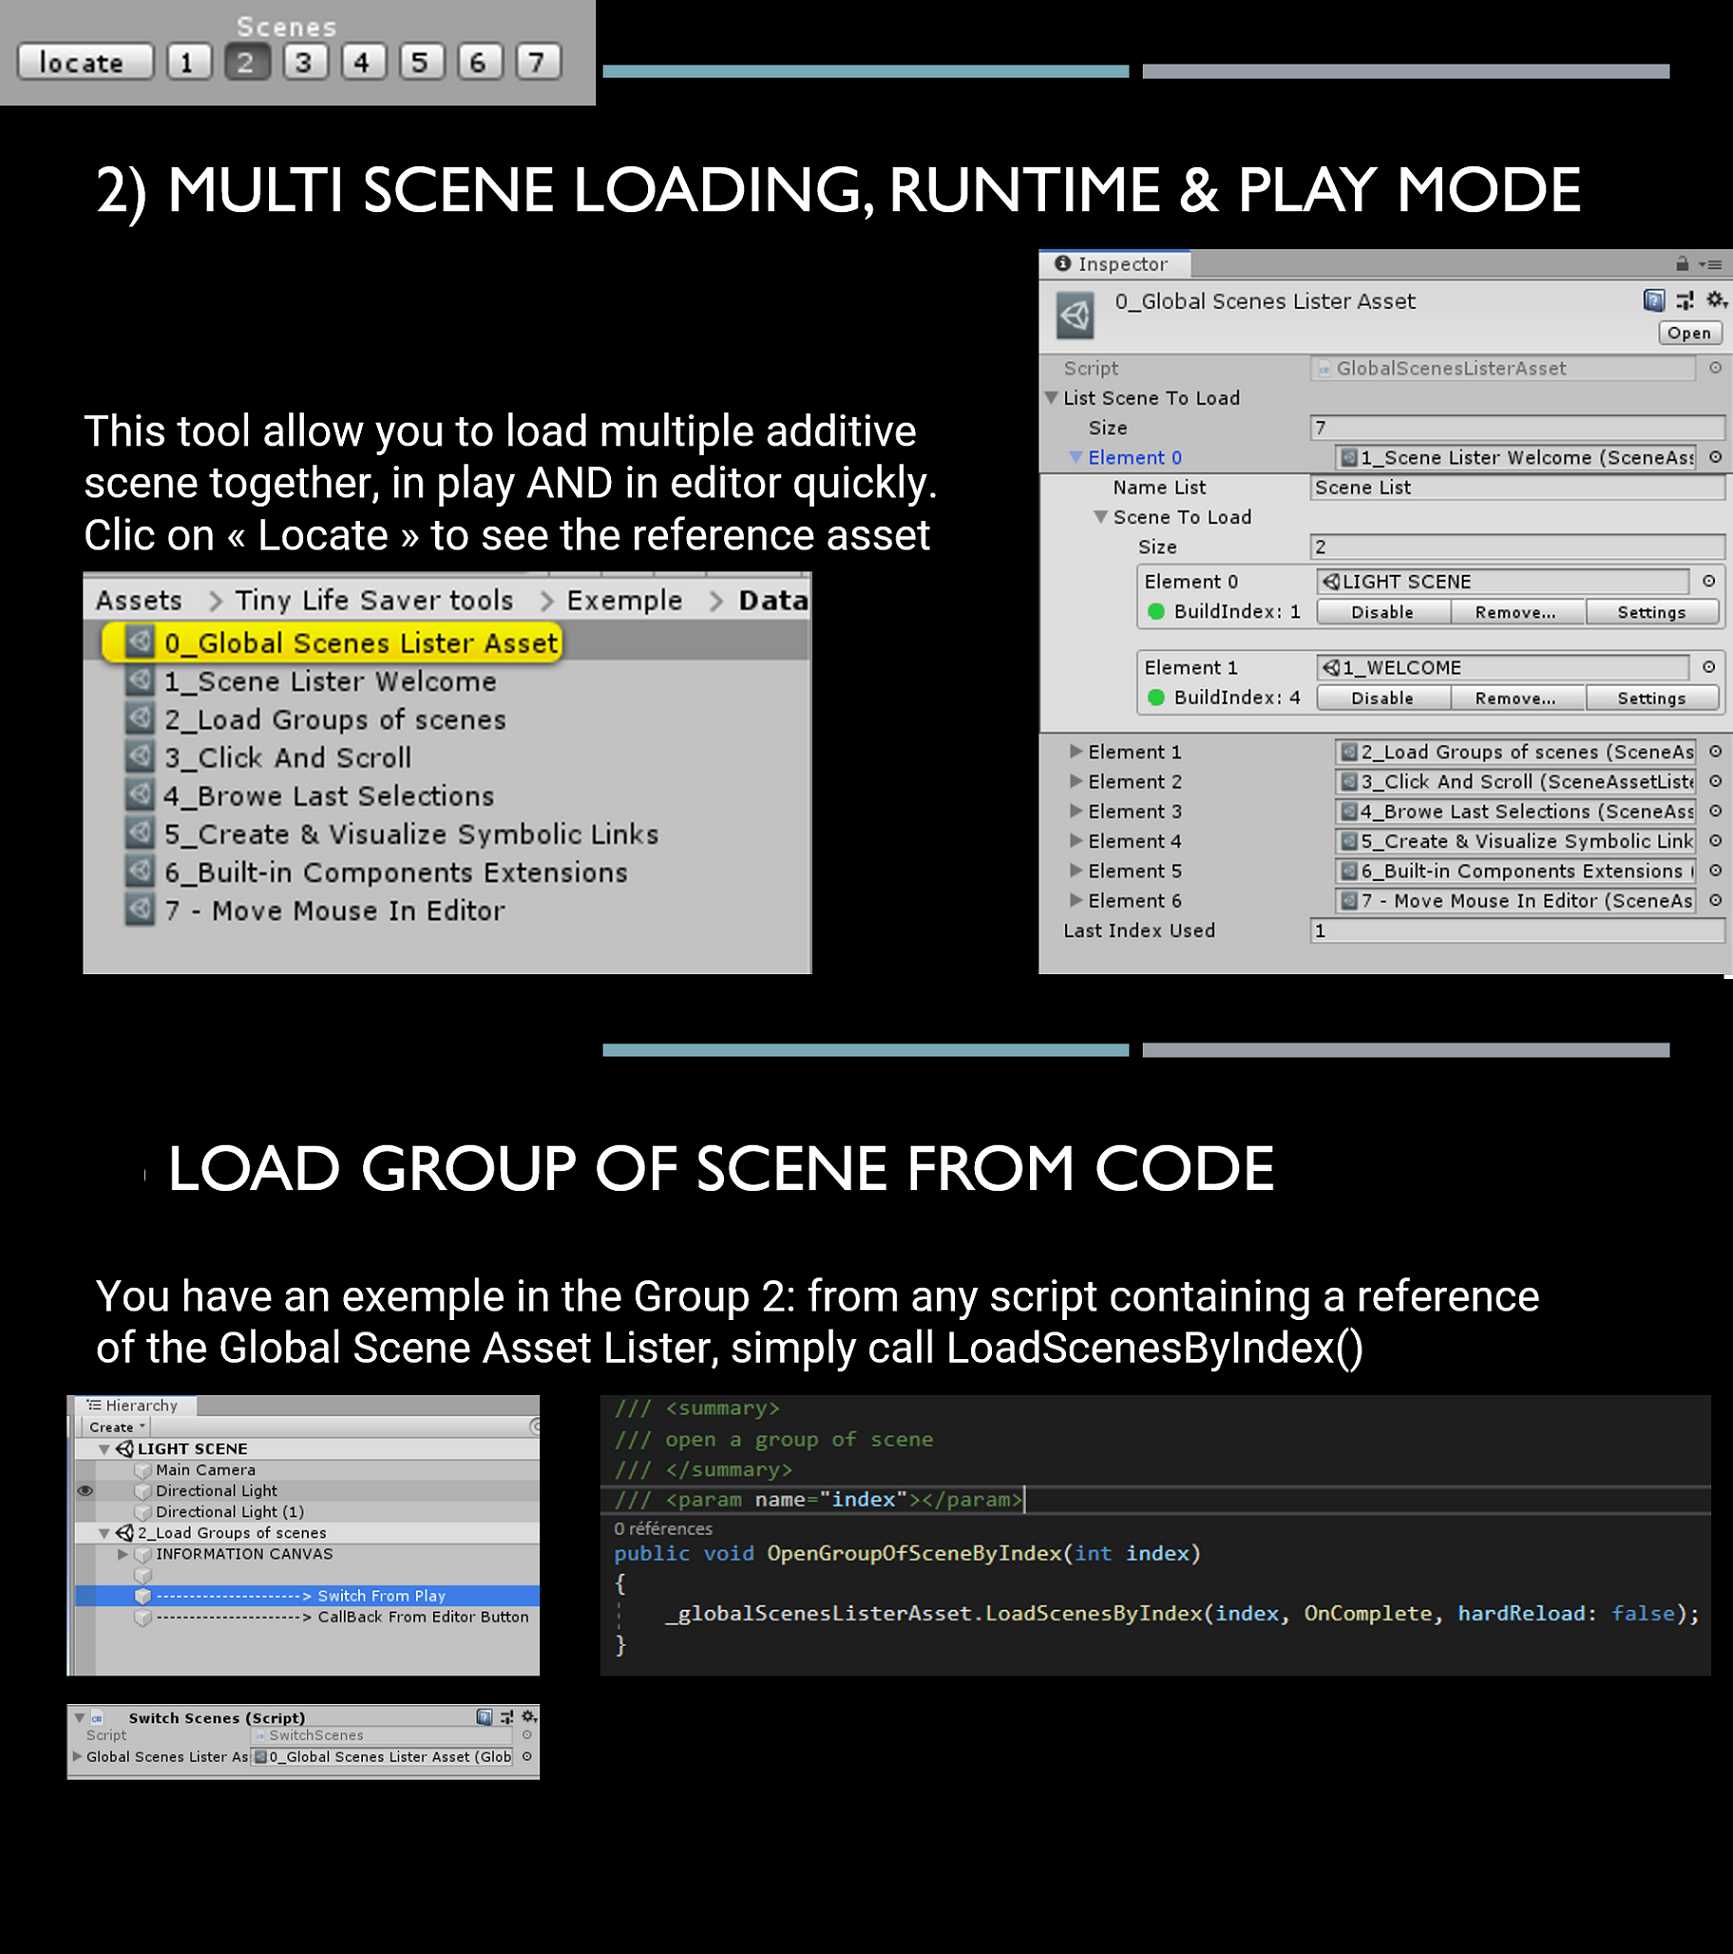 Scenes
locate 1 2 3 4 5 6 7
2) MULTI SCENE LOADING, RUNTIME & PLAY MODE
This tool allow you to load multiple additive
scene together, in play AND in editor quickly.
Clic on « Locate » to see the reference asset
Assets > Tiny Life Saver tools > Exemple > Data
0_Global Scenes Lister Asset
1_Scene Lister Welcome
2_Load Groups of scenes
3_Click And Scroll
4_Browe Last Selections
5_Create & Visualize Symbolic Links
6_Built-in Components Extensions
7 - Move Mouse In Editor
Inspector
0_Global Scenes Lister Asset
Open
Script GlobalScenesListerAsset
List Scene To Load
Size 7
Element 0 1_Scene Lister Welcome (SceneAss
Name List Scene List
Scene To Load
Size 2
Element 0 LIGHT SCENE
BuildIndex: 1 Disable Remove... Settings
Element 1 1_WELCOME
BuildIndex: 4 Disable Remove... Settings
Element 1 2_Load Groups of scenes (SceneAs
Element 2 3_Click And Scroll (SceneAssetListe
Element 3 4_Browe Last Selections (SceneAss
Element 4 5_Create & Visualize Symbolic Link
Element 5 6_Built-in Components Extensions (
Element 6 7 - Move Mouse In Editor (SceneAs
Last Index Used 1
LOAD GROUP OF SCENE FROM CODE
You have an exemple in the Group 2: from any script containing a reference
of the Global Scene Asset Lister, simply call LoadScenesByIndex()
Hierarchy
Create
LIGHT SCENE
Main Camera
Directional Light
Directional Light (1)
2_Load Groups of scenes
INFORMATION CANVAS
---------------------> Switch From Play
---------------------> CallBack From Editor Button
Switch Scenes (Script)
Script SwitchScenes
Global Scenes Lister As 0_Global Scenes Lister Asset (Glob
/// <summary>
/// open a group of scene
/// </summary>
/// <param name="index"></param>
0 références
public void OpenGroupOfSceneByIndex(int index)
{
_globalScenesListerAsset.LoadScenesByIndex(index, OnComplete, hardReload: false);
}